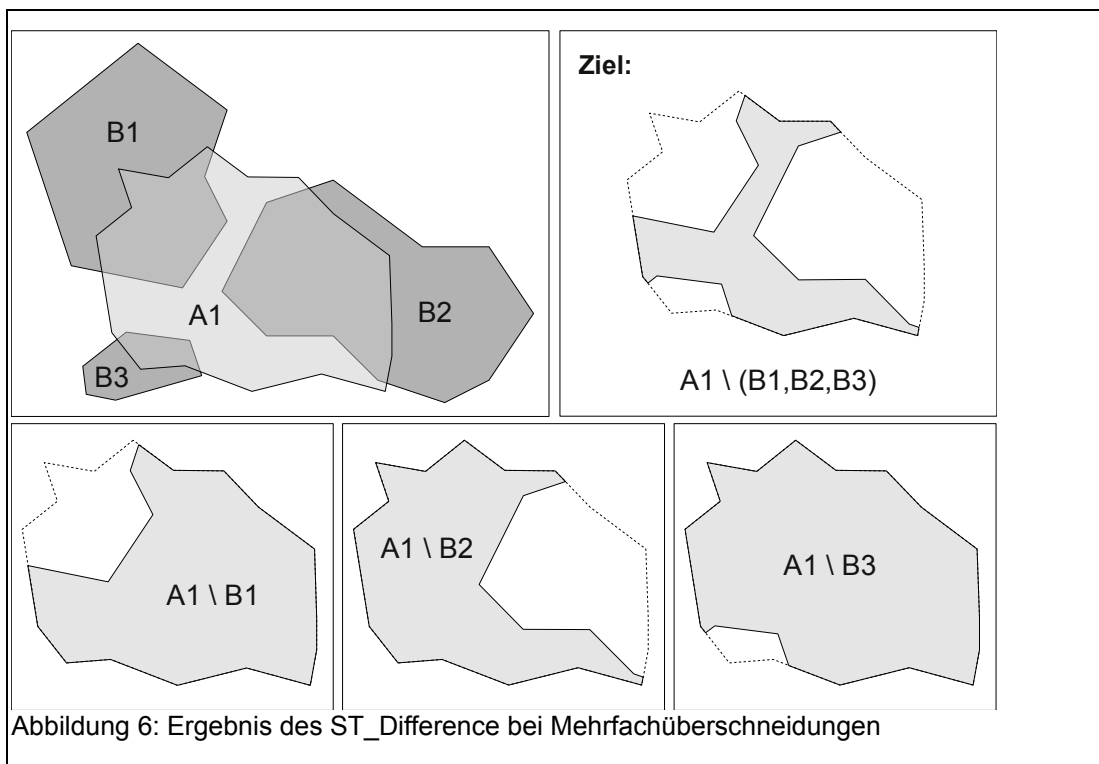 B1
A1
B2
B3
Ziel:
A1 \ (B1,B2,B3)
A1 \ B1
A1 \ B2
A1 \ B3
Abbildung 6: Ergebnis des ST_Difference bei Mehrfachüberschneidungen